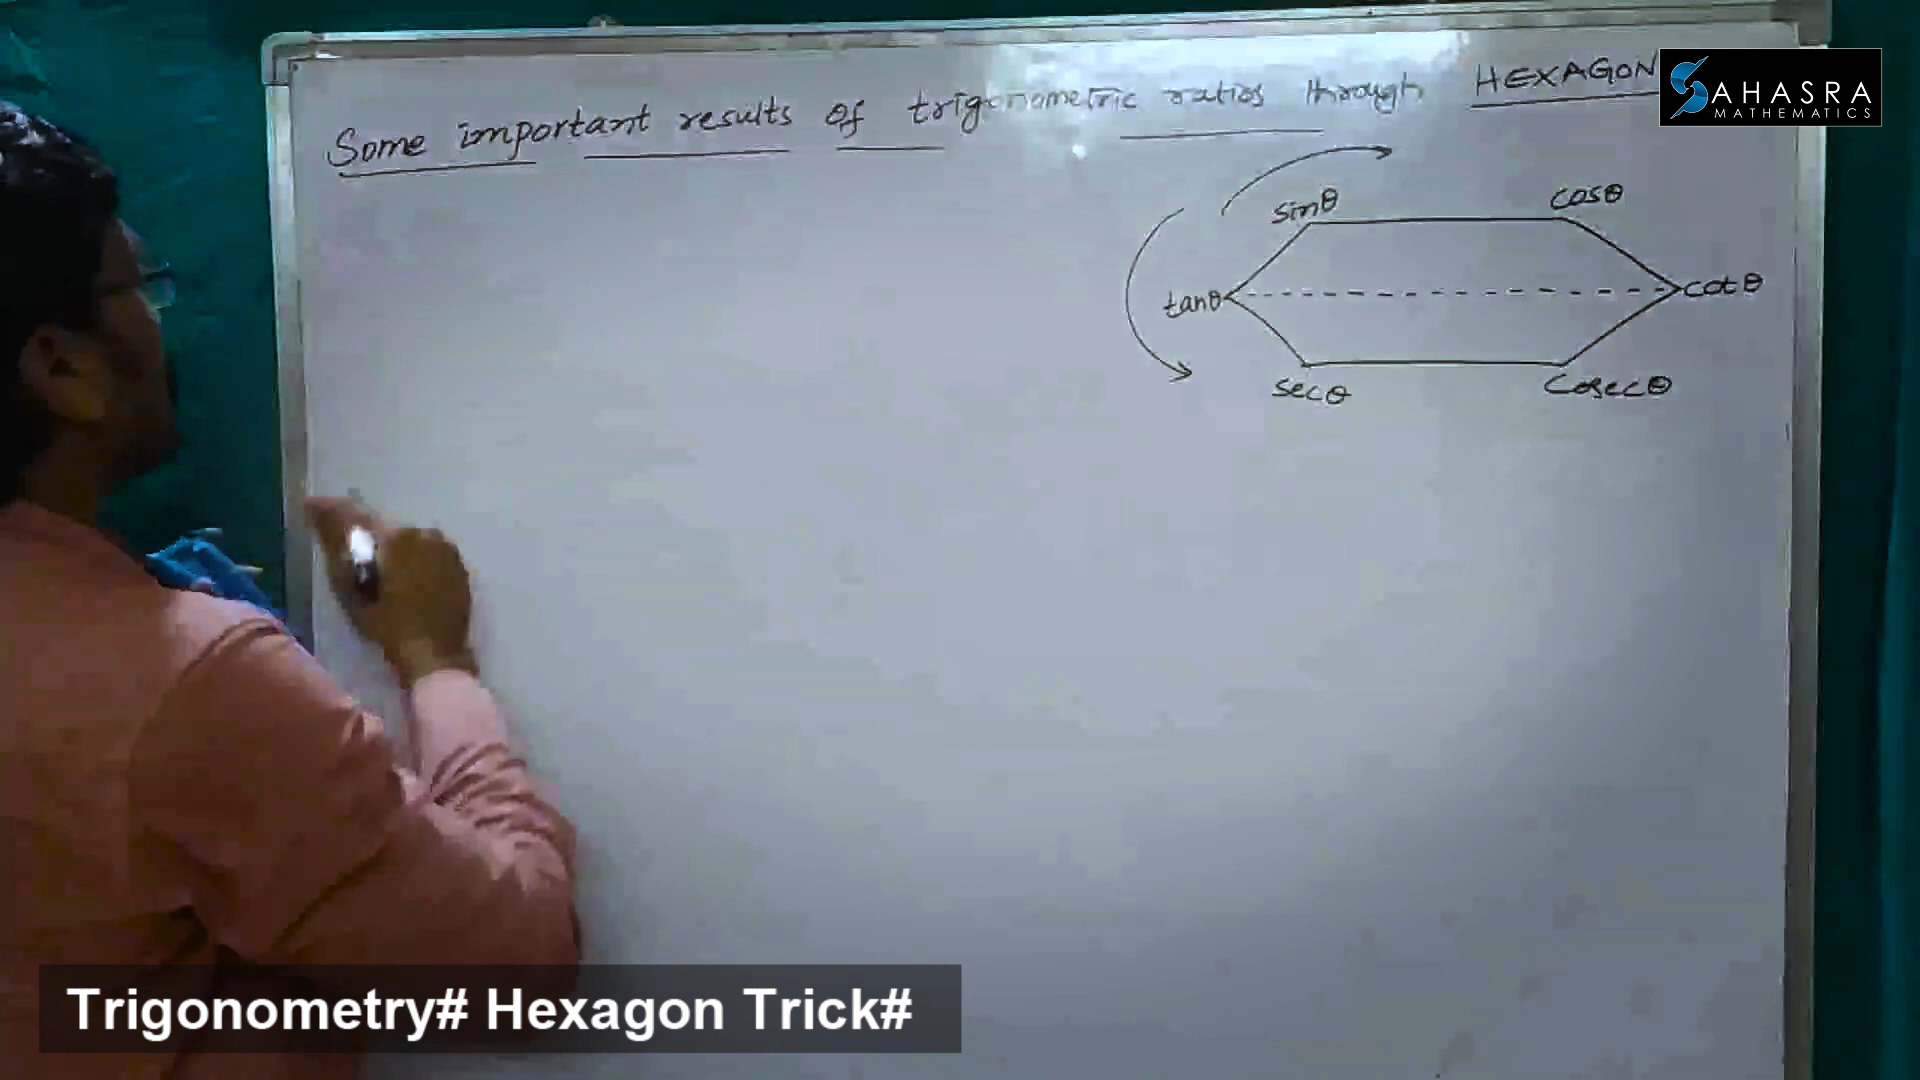 Some important results of trigonometric ratios through HEXAGON
SAHASRA
MATHEMATICS
sinθ cosθ
tanθ cotθ
secθ cosecθ
Trigonometry# Hexagon Trick#